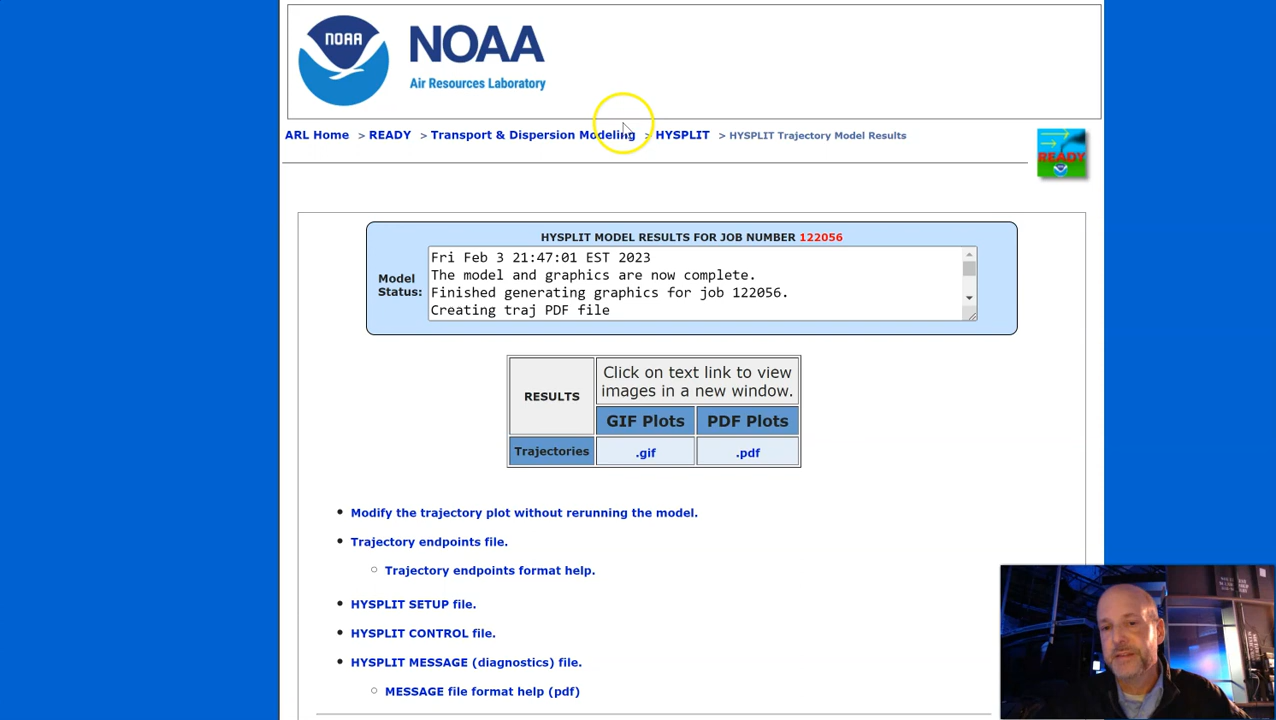 NOAA
NOAA
Air Resources Laboratory
ARL Home > READY > Transport & Dispersion Modeling > HYSPLIT > HYSPLIT Trajectory Model Results
READY
HYSPLIT MODEL RESULTS FOR JOB NUMBER 122056
Model Status:
Fri Feb 3 21:47:01 EST 2023
The model and graphics are now complete.
Finished generating graphics for job 122056.
Creating traj PDF file
RESULTS
Click on text link to view
images in a new window.
GIF Plots PDF Plots
Trajectories .gif .pdf
Modify the trajectory plot without rerunning the model.
Trajectory endpoints file.
Trajectory endpoints format help.
HYSPLIT SETUP file.
HYSPLIT CONTROL file.
HYSPLIT MESSAGE (diagnostics) file.
MESSAGE file format help (pdf)